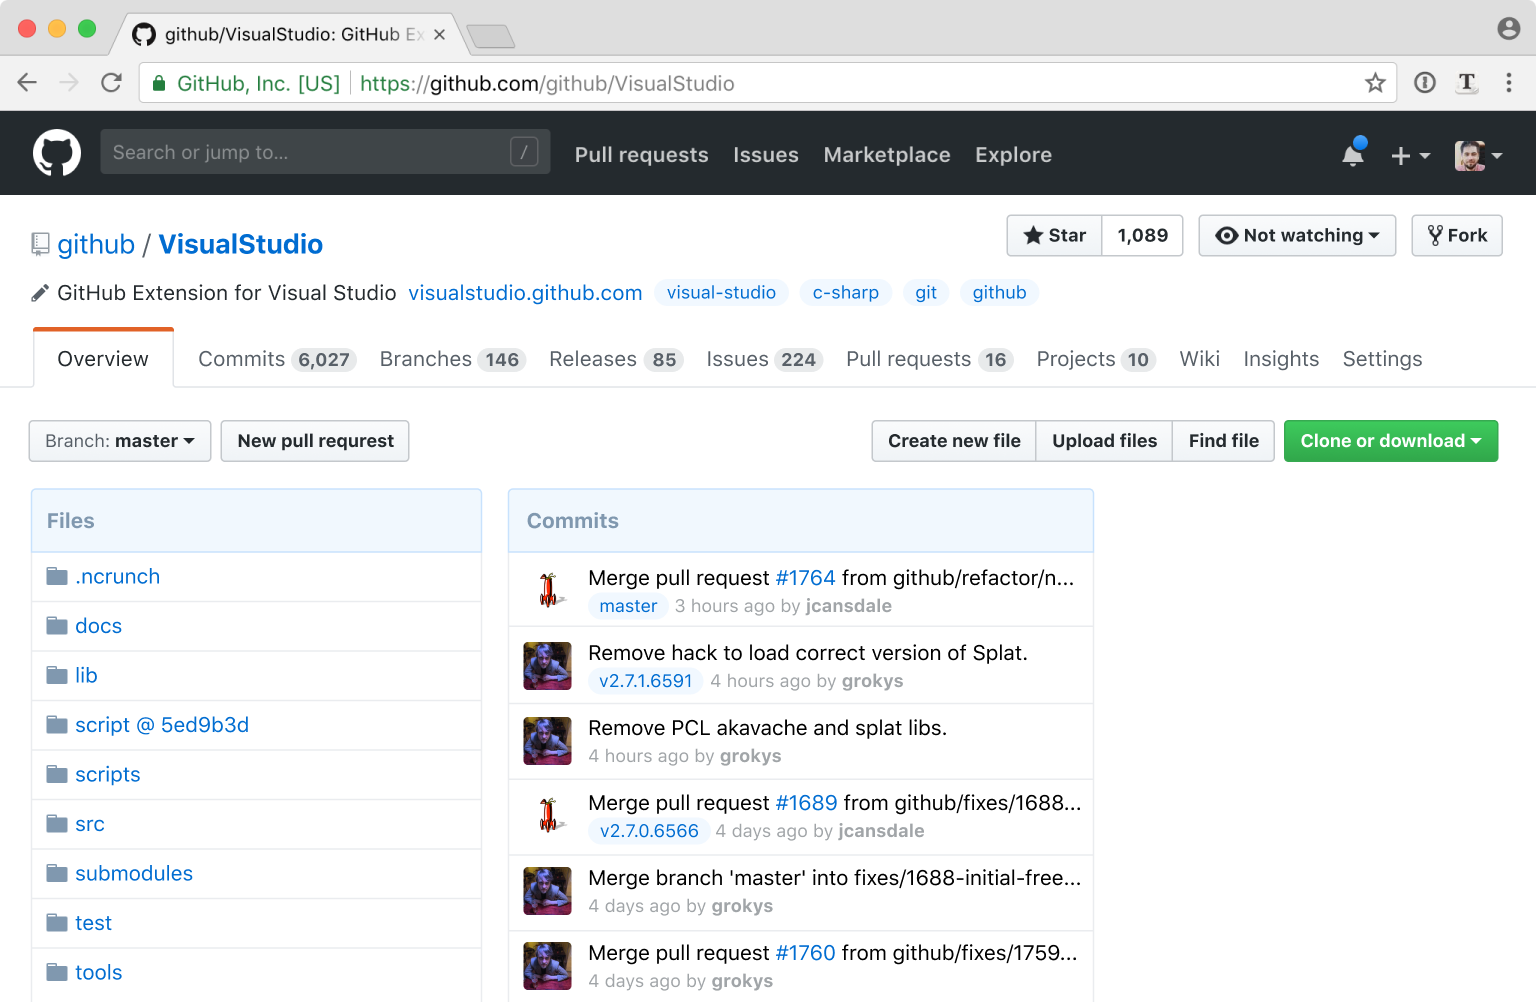 github/VisualStudio: GitHub Ex
GitHub, Inc. [US] https://github.com/github/VisualStudio
T
Search or jump to... /
Pull requests Issues Marketplace Explore
github / VisualStudio
Star 1,089 Not watching Fork
GitHub Extension for Visual Studio visualstudio.github.com visual-studio c-sharp git github
Overview Commits 6,027 Branches 146 Releases 85 Issues 224 Pull requests 16 Projects 10 Wiki Insights Settings
Branch: master New pull requrest Create new file Upload files Find file Clone or download
Files
.ncrunch
docs
lib
script @ 5ed9b3d
scripts
src
submodules
test
tools
Commits
Merge pull request #1764 from github/refactor/n...
master 3 hours ago by jcansdale
Remove hack to load correct version of Splat.
v2.7.1.6591 4 hours ago by grokys
Remove PCL akavache and splat libs.
4 hours ago by grokys
Merge pull request #1689 from github/fixes/1688...
v2.7.0.6566 4 days ago by jcansdale
Merge branch 'master' into fixes/1688-initial-free...
4 days ago by grokys
Merge pull request #1760 from github/fixes/1759...
4 days ago by grokys